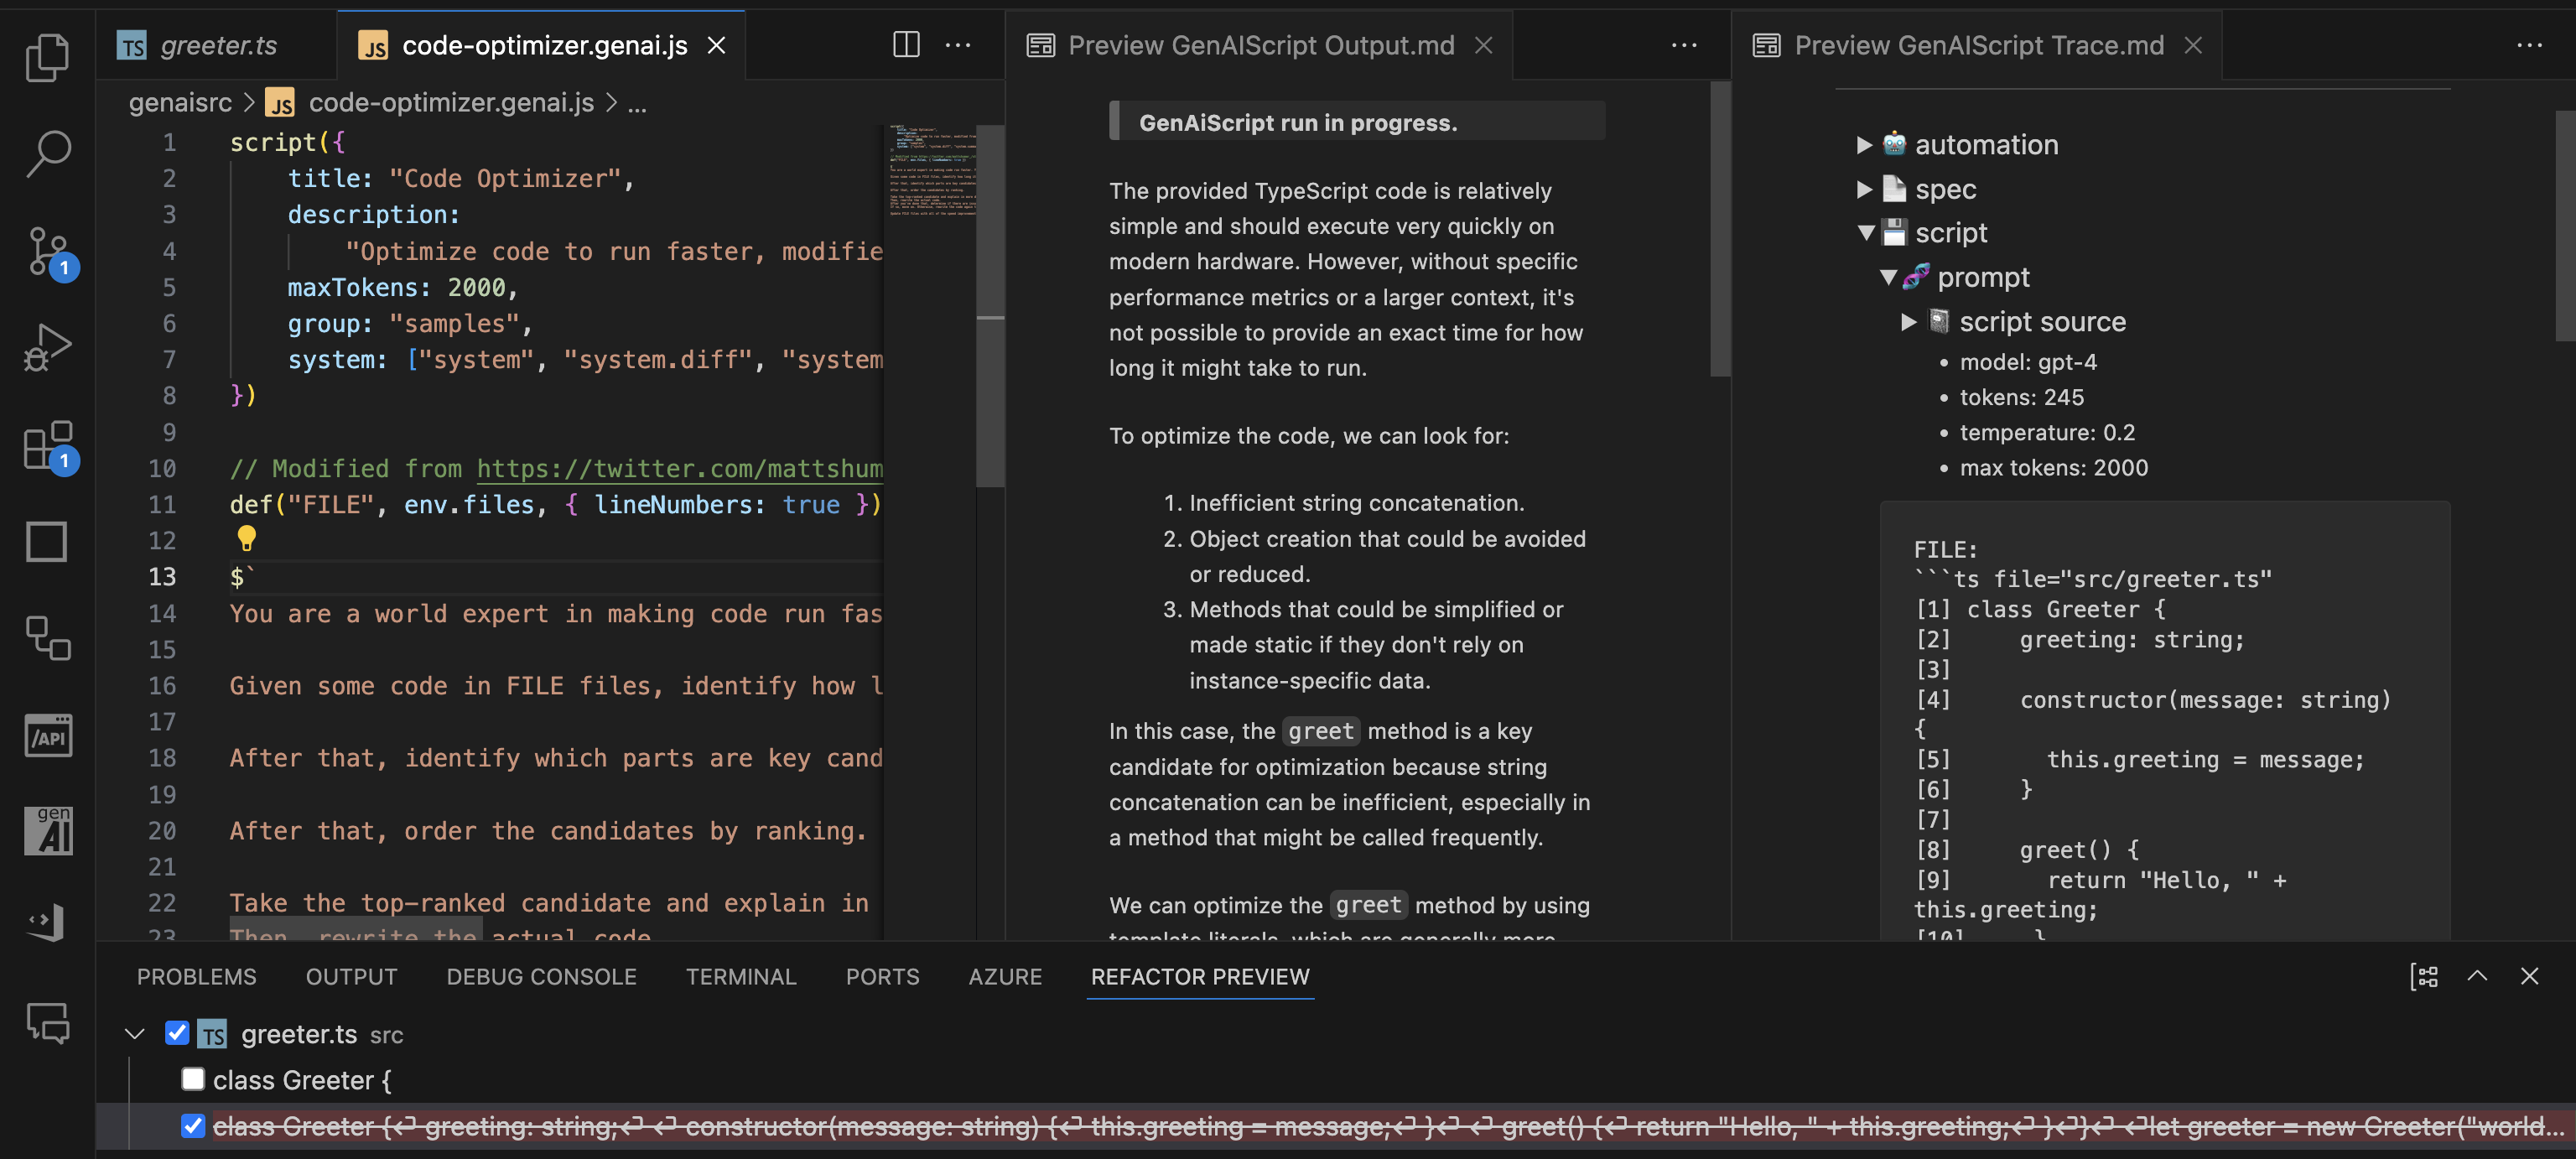 TS greeter.ts
JS code-optimizer.genai.js
Preview GenAIScript Output.md
Preview GenAIScript Trace.md
genaisrc > JS code-optimizer.genai.js > ...
1 script({
2 title: "Code Optimizer",
3 description:
4 "Optimize code to run faster, modifie
5 maxTokens: 2000,
6 group: "samples",
7 system: ["system", "system.diff", "system
8 })
9
10 // Modified from https://twitter.com/mattshum
11 def("FILE", env.files, { lineNumbers: true })
12
13 $`
14 You are a world expert in making code run fas
15
16 Given some code in FILE files, identify how l
17
18 After that, identify which parts are key cand
19
20 After that, order the candidates by ranking.
21
22 Take the top-ranked candidate and explain in
23 Then, rewrite the actual code
1
1
/API
gen
AI
GenAiScript run in progress.
The provided TypeScript code is relatively
simple and should execute very quickly on
modern hardware. However, without specific
performance metrics or a larger context, it's
not possible to provide an exact time for how
long it might take to run.
To optimize the code, we can look for:
1. Inefficient string concatenation.
2. Object creation that could be avoided
or reduced.
3. Methods that could be simplified or
made static if they don't rely on
instance-specific data.
In this case, the greet method is a key
candidate for optimization because string
concatenation can be inefficient, especially in
a method that might be called frequently.
We can optimize the greet method by using
template literals, which are generally more
automation
spec
script
prompt
script source
• model: gpt-4
• tokens: 245
• temperature: 0.2
• max tokens: 2000
FILE:
```ts file="src/greeter.ts"
[1] class Greeter {
[2] greeting: string;
[3]
[4] constructor(message: string)
{
[5] this.greeting = message;
[6] }
[7]
[8] greet() {
[9] return "Hello, " +
this.greeting;
[10] }
PROBLEMS OUTPUT DEBUG CONSOLE TERMINAL PORTS AZURE REFACTOR PREVIEW
TS greeter.ts src
class Greeter {
class Greeter {⏎ greeting: string;⏎ ⏎ constructor(message: string) {⏎ this.greeting = message;⏎ }⏎ ⏎ greet() {⏎ return "Hello, " + this.greeting;⏎ }⏎}⏎ ⏎let greeter = new Greeter("world...